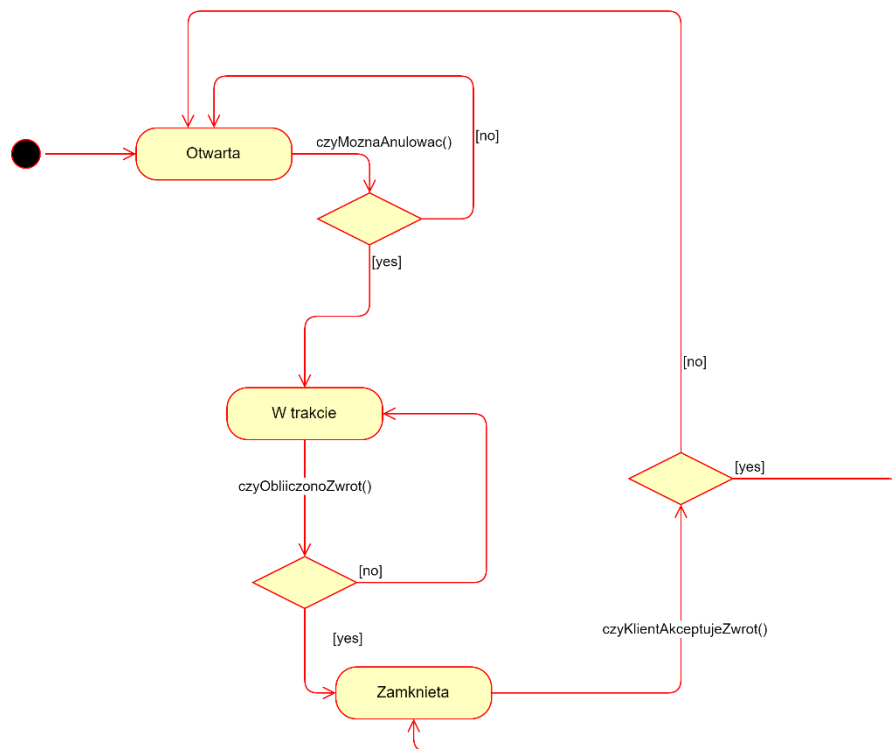 Otwarta
czyMoznaAnulowac()
[no]
[yes]
[no]
W trakcie
[yes]
czyObliiczonoZwrot()
[no]
czyKlientAkceptujeZwrot()
[yes]
Zamknieta